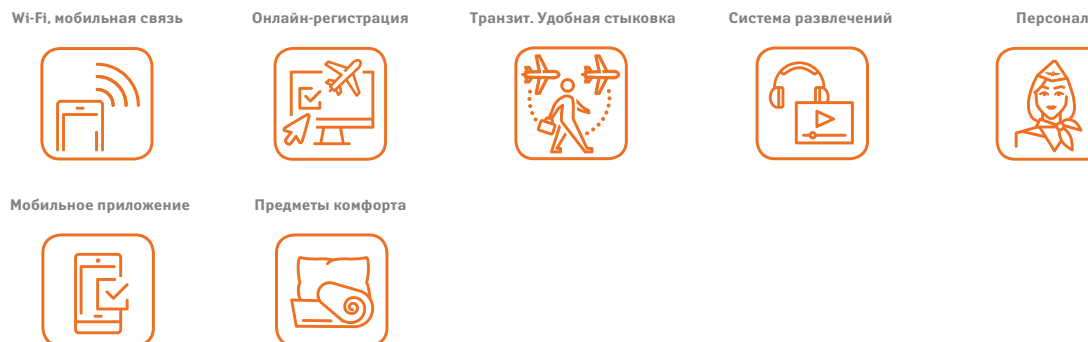 Wi-Fi, мобильная связь
Онлайн-регистрация
Транзит. Удобная стыковка
Система развлечений
Персонал
Мобильное приложение
Предметы комфорта